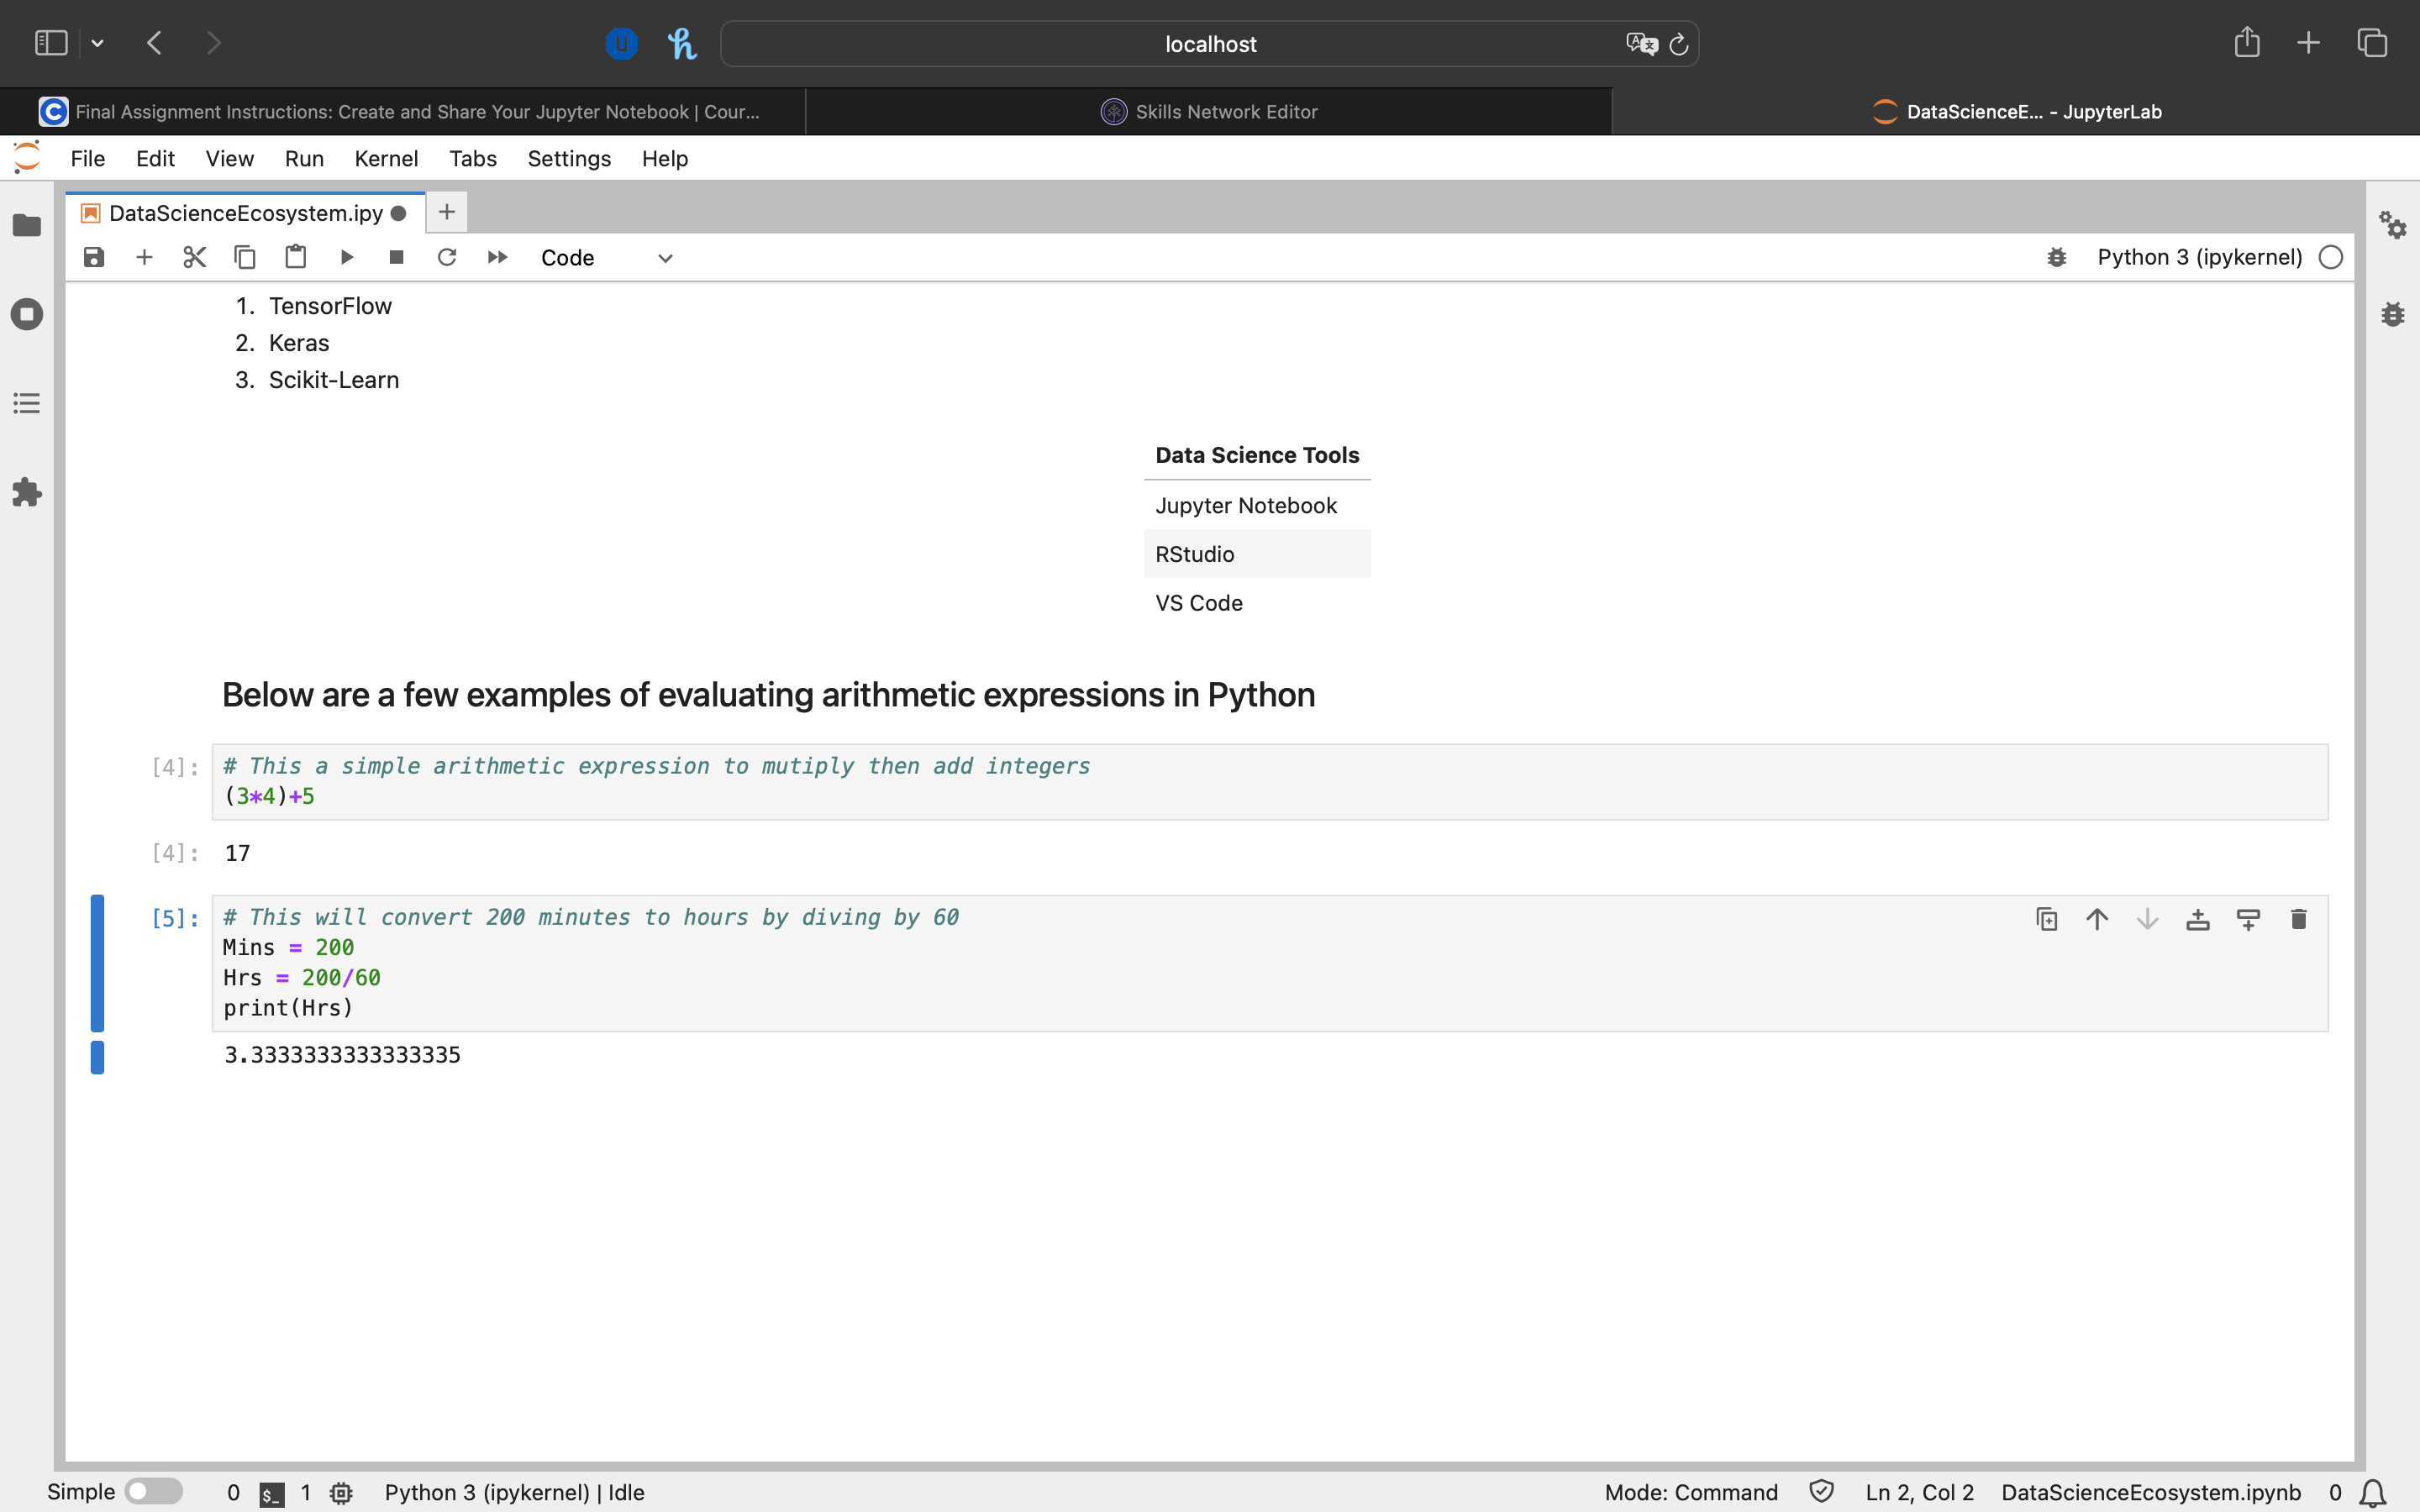 localhost
Final Assignment Instructions: Create and Share Your Jupyter Notebook | Cour...
Skills Network Editor
DataScienceE... - JupyterLab
File Edit View Run Kernel Tabs Settings Help
DataScienceEcosystem.ipy
Code
Python 3 (ipykernel)
1. TensorFlow
2. Keras
3. Scikit-Learn
Data Science Tools
Jupyter Notebook
RStudio
VS Code
Below are a few examples of evaluating arithmetic expressions in Python
[4]: # This a simple arithmetic expression to mutiply then add integers
(3*4)+5
[4]: 17
[5]: # This will convert 200 minutes to hours by diving by 60
Mins = 200
Hrs = 200/60
print(Hrs)
3.3333333333333335
Simple 0 $_ 1 Python 3 (ipykernel) | Idle Mode: Command Ln 2, Col 2 DataScienceEcosystem.ipynb 0